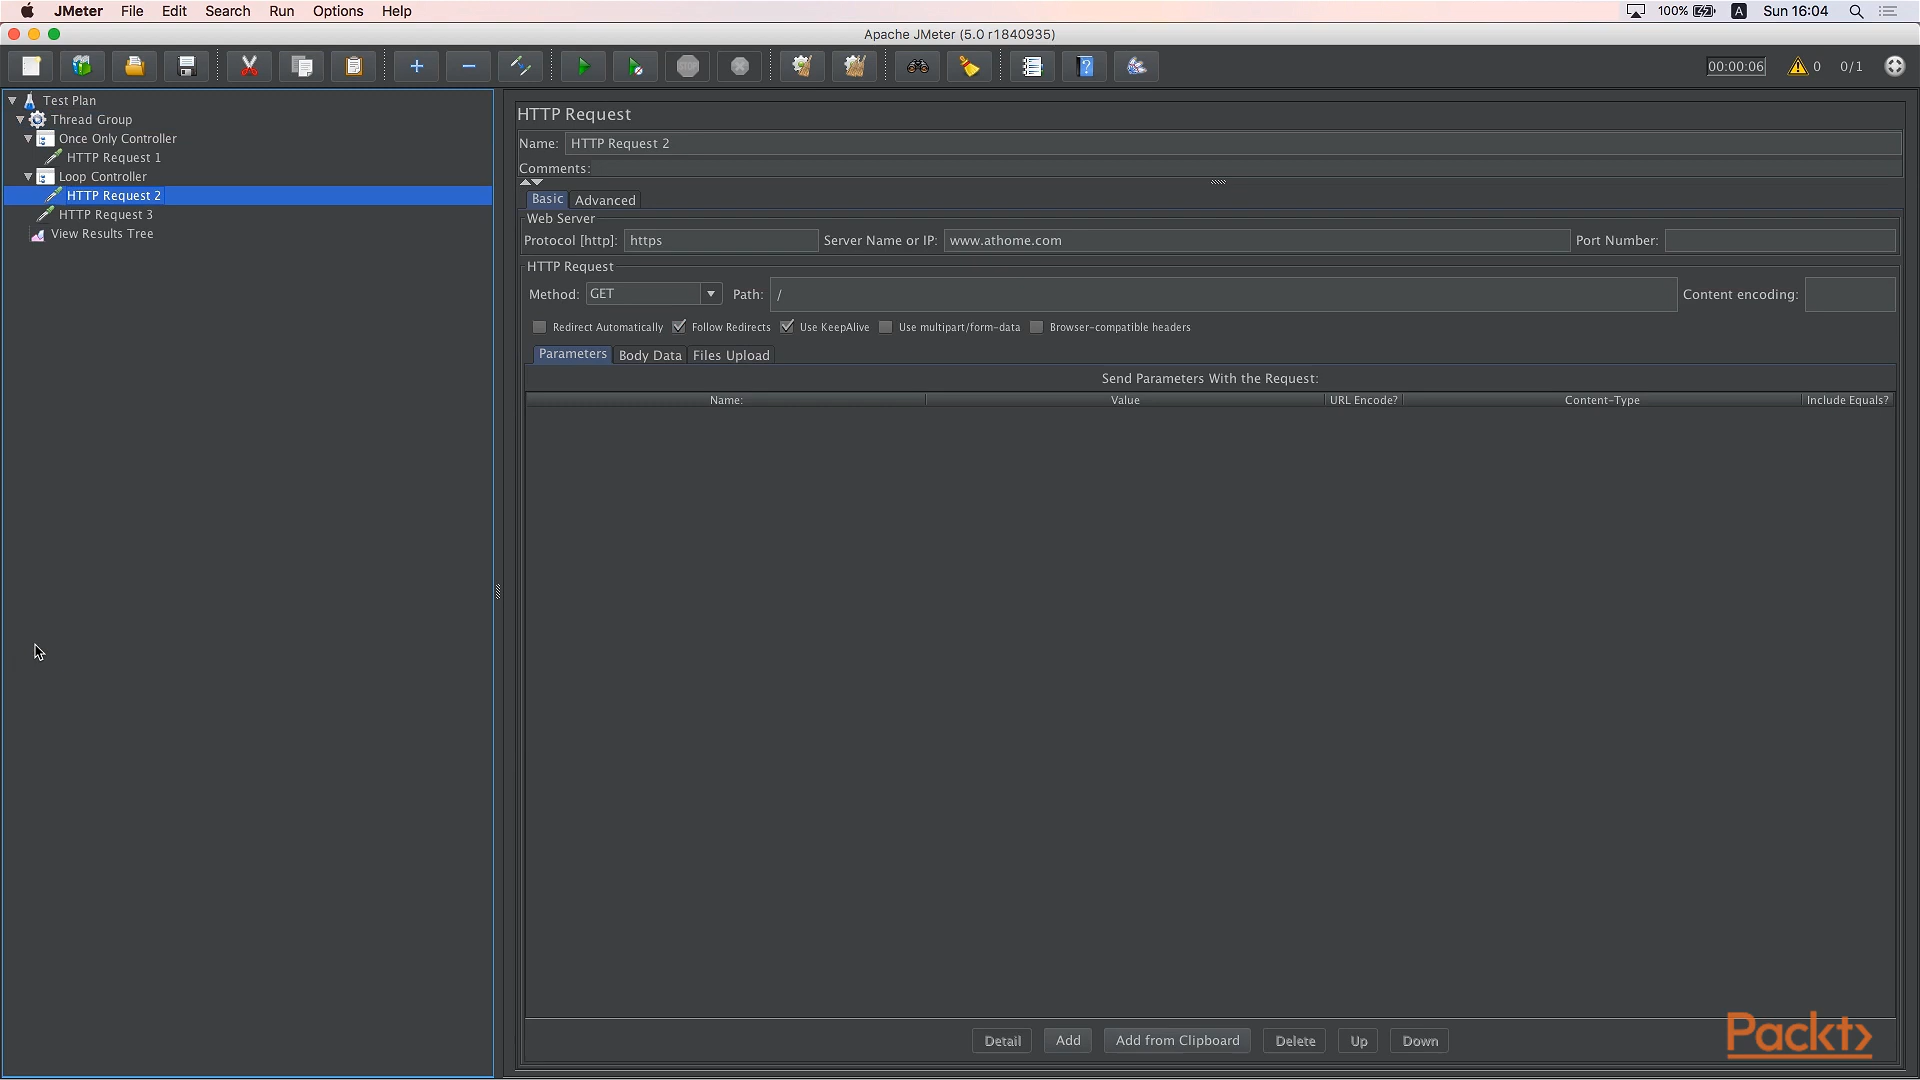 JMeter File Edit Search Run Options Help 100% A Sun 16:04
Apache JMeter (5.0 r1840935)
00:00:06 0 0/1
Test Plan
Thread Group
Once Only Controller
HTTP Request 1
Loop Controller
HTTP Request 2
HTTP Request 3
View Results Tree
HTTP Request
Name: HTTP Request 2
Comments:
Basic Advanced
Web Server
Protocol [http]: https Server Name or IP: www.athome.com Port Number:
HTTP Request
Method: GET Path: / Content encoding:
Redirect Automatically Follow Redirects Use KeepAlive Use multipart/form-data Browser-compatible headers
Parameters Body Data Files Upload
Send Parameters With the Request:
Name: Value URL Encode? Content-Type Include Equals?
Detail Add Add from Clipboard Delete Up Down
Packt>